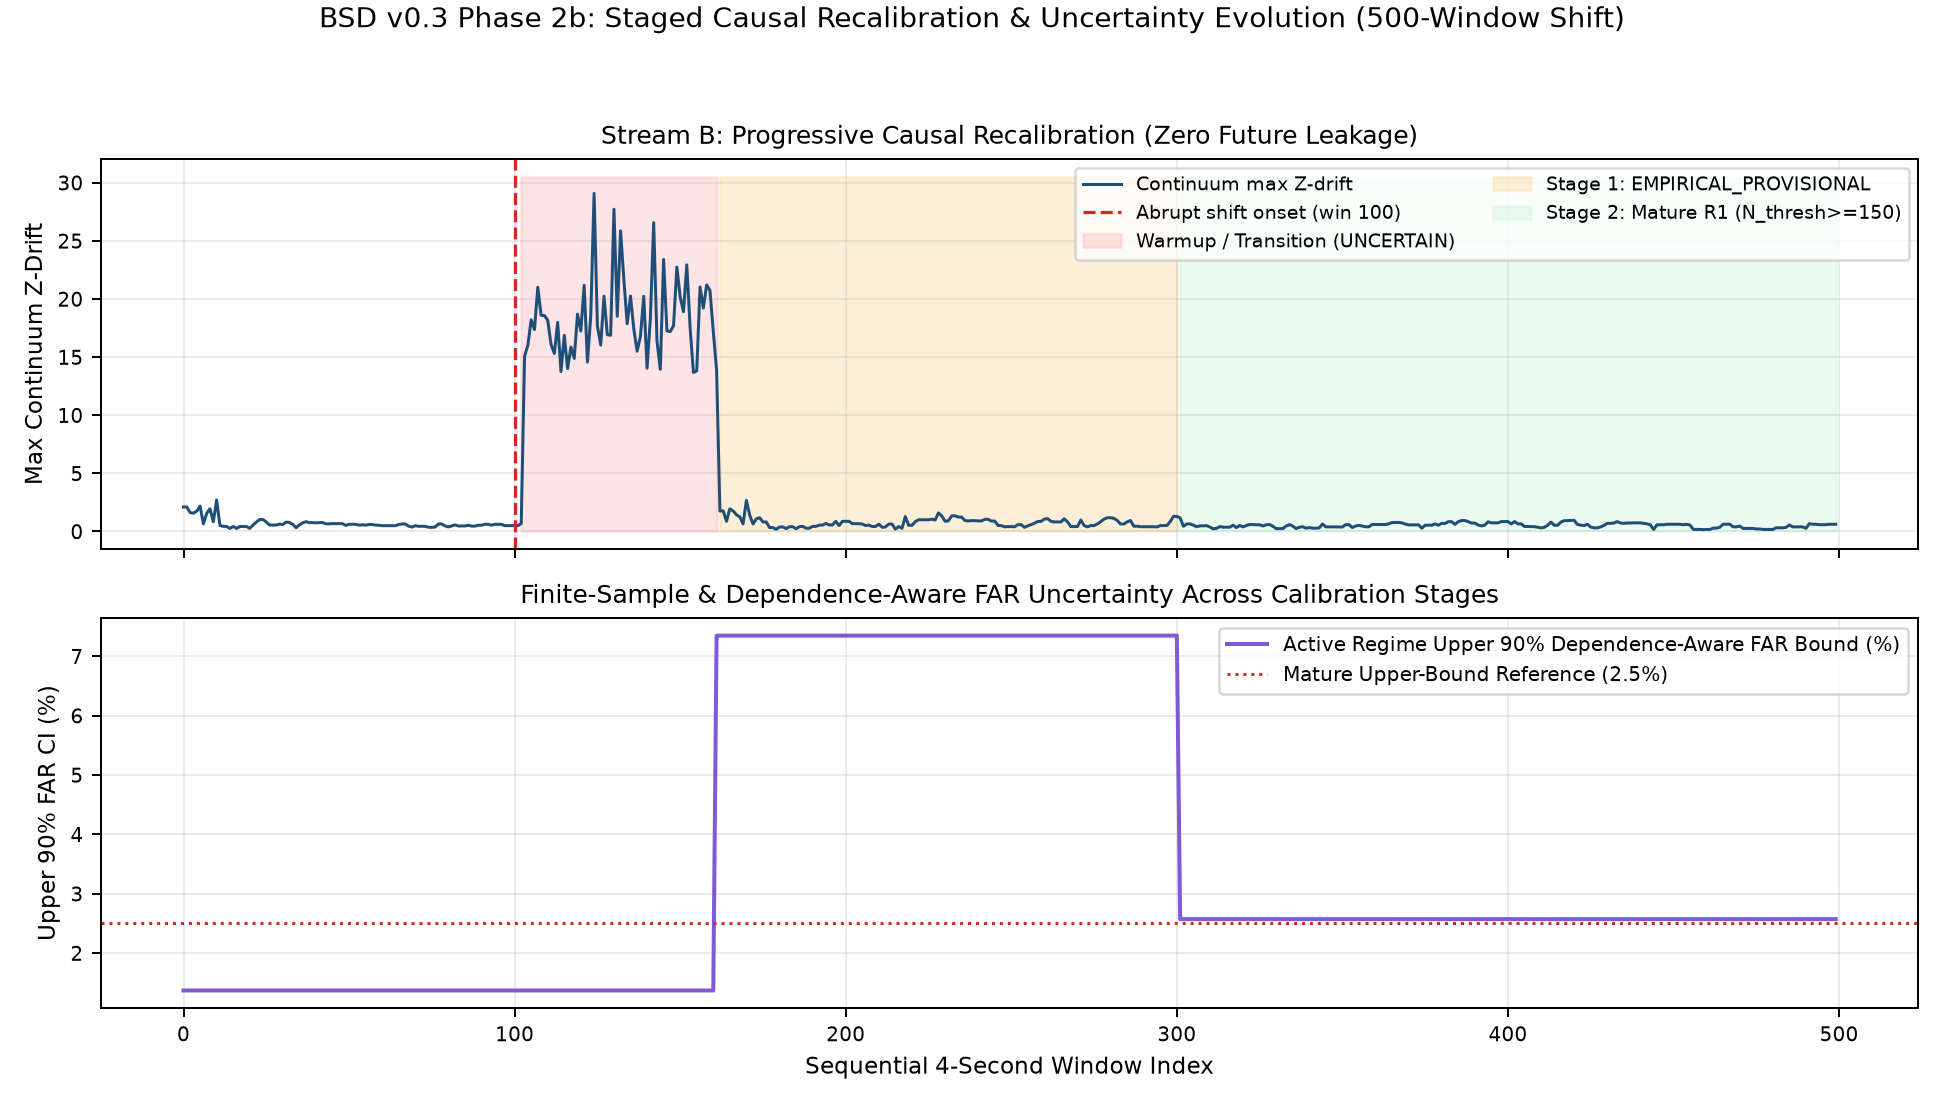 BSD v0.3 Phase 2b: Staged Causal Recalibration & Uncertainty Evolution (500-Window Shift)
Stream B: Progressive Causal Recalibration (Zero Future Leakage)
Max Continuum Z-Drift
30
25
20
15
10
5
0
Continuum max Z-drift
Abrupt shift onset (win 100)
Warmup / Transition (UNCERTAIN)
Stage 1: EMPIRICAL_PROVISIONAL
Stage 2: Mature R1 (N_thresh>=150)
Finite-Sample & Dependence-Aware FAR Uncertainty Across Calibration Stages
Upper 90% FAR CI (%)
7
6
5
4
3
2
Active Regime Upper 90% Dependence-Aware FAR Bound (%)
Mature Upper-Bound Reference (2.5%)
0 100 200 300 400 500
Sequential 4-Second Window Index